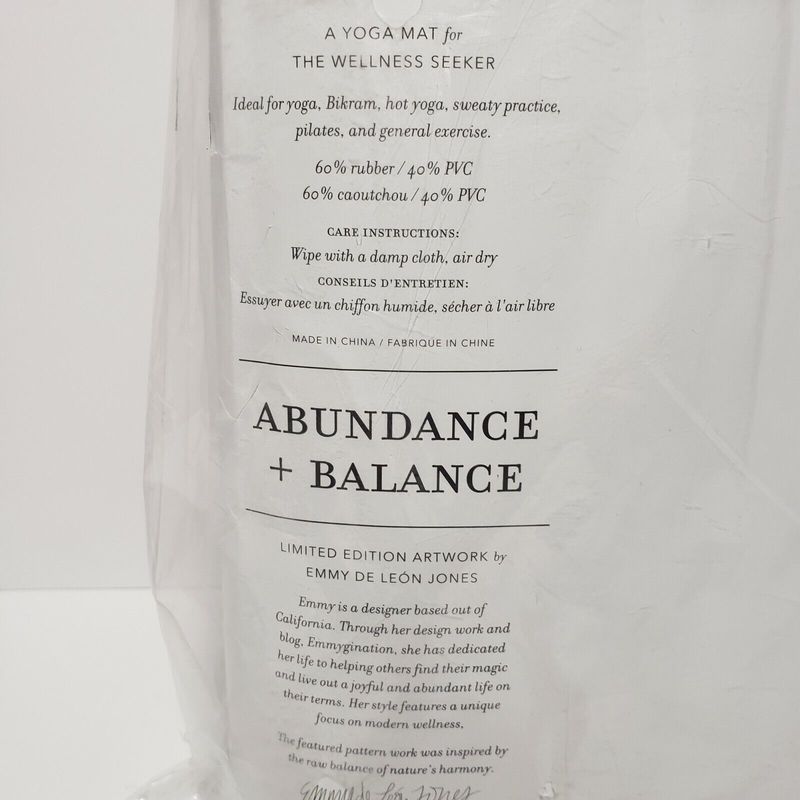 A YOGA MAT for
THE WELLNESS SEEKER
Ideal for yoga, Bikram, hot yoga, sweaty practice,
pilates, and general exercise.
60% rubber / 40% PVC
60% caoutchou / 40% PVC
CARE INSTRUCTIONS:
Wipe with a damp cloth, air dry
CONSEILS D'ENTRETIEN:
Essuyer avec un chiffon humide, sécher à l'air libre
MADE IN CHINA / FABRIQUE IN CHINE
ABUNDANCE
+ BALANCE
LIMITED EDITION ARTWORK by
EMMY DE LEÓN JONES
Emmy is a designer based out of
California. Through her design work and
blog, Emmygination, she has dedicated
her life to helping others find their magic
and live out a joyful and abundant life on
their terms. Her style features a unique
focus on modern wellness.
The featured pattern work was inspired by
the raw balance of nature's harmony.
Emmy de León Jones